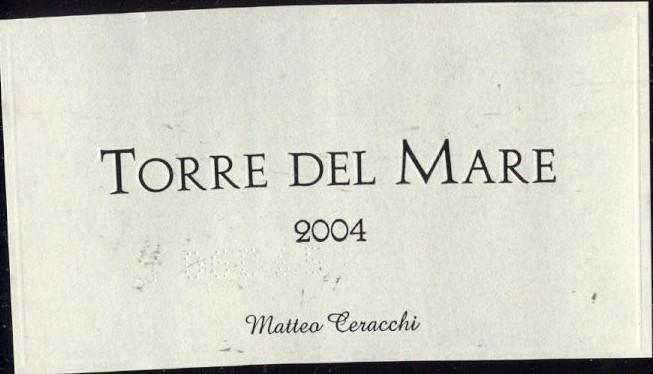 TORRE DEL MARE
2004
Matteo Ceracchi